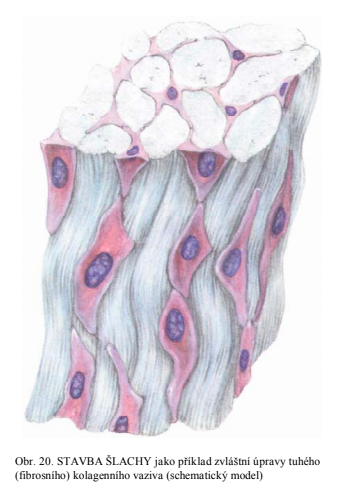 Obr. 20. STAVBA ŠLACHY jako příklad zvláštní úpravy tuhého
(fibrosního) kolagenního vaziva (schematický model)